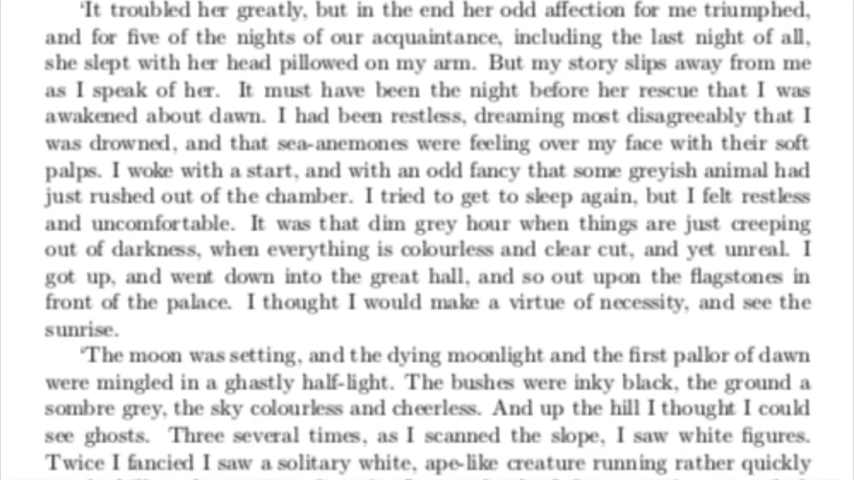 'It troubled her greatly, but in the end her odd affection for me triumphed,
and for five of the nights of our acquaintance, including the last night of all,
she slept with her head pillowed on my arm. But my story slips away from me
as I speak of her. It must have been the night before her rescue that I was
awakened about dawn. I had been restless, dreaming most disagreeably that I
was drowned, and that sea-anemones were feeling over my face with their soft
palps. I woke with a start, and with an odd fancy that some greyish animal had
just rushed out of the chamber. I tried to get to sleep again, but I felt restless
and uncomfortable. It was that dim grey hour when things are just creeping
out of darkness, when everything is colourless and clear cut, and yet unreal. I
got up, and went down into the great hall, and so out upon the flagstones in
front of the palace. I thought I would make a virtue of necessity, and see the
sunrise.
'The moon was setting, and the dying moonlight and the first pallor of dawn
were mingled in a ghastly half-light. The bushes were inky black, the ground a
sombre grey, the sky colourless and cheerless. And up the hill I thought I could
see ghosts. Three several times, as I scanned the slope, I saw white figures.
Twice I fancied I saw a solitary white, ape-like creature running rather quickly